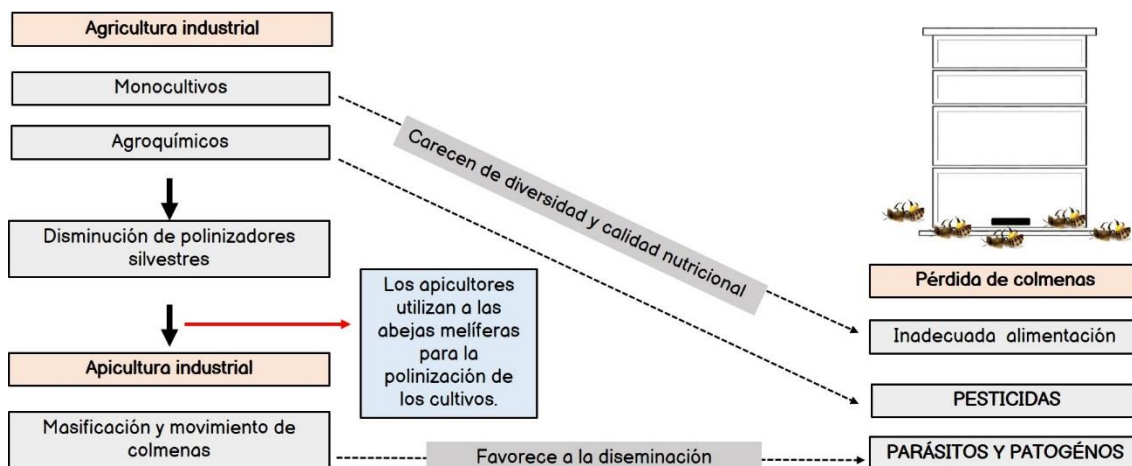 Agricultura industrial
Monocultivos
Agroquímicos
Disminución de polinizadores
silvestres
Apicultura industrial
Masificación y movimiento de
colmenas
Los apicultores
utilizan a las
abejas melíferas
para la
polinización de
los cultivos.
Carecen de diversidad y calidad nutricional
Favorece a la diseminación
Pérdida de colmenas
Inadecuada alimentación
PESTICIDAS
PARÁSITOS Y PATOGÉNOS